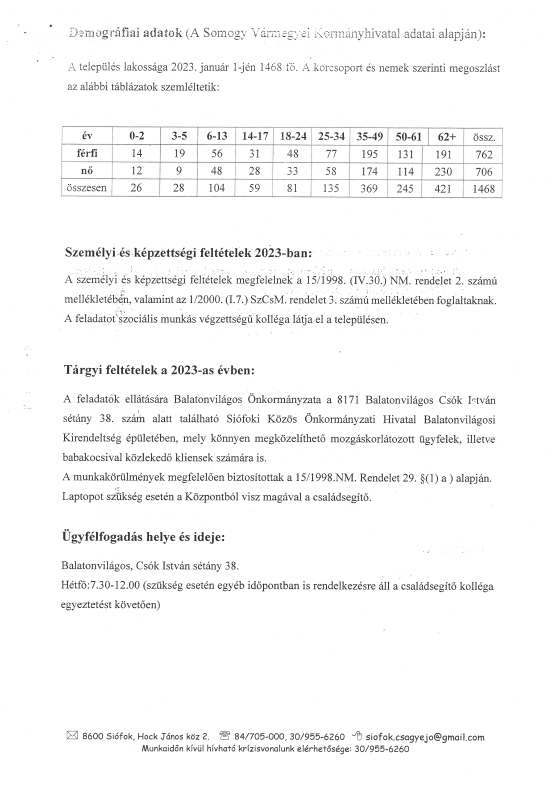 Demográfiai adatok (A Somogy Vármegyei Kormányhivatal adatai alapján):
A település lakossága 2023. január 1-jén 1468 fő. A korcsoport és nemek szerinti megoszlást
az alábbi táblázatok szemléltetik:
év 0-2 3-5 6-13 14-17 18-24 25-34 35-49 50-61 62+ össz.
férfi 14 19 56 31 48 77 195 131 191 762
nő 12 9 48 28 33 58 174 114 230 706
összesen 26 28 104 59 81 135 369 245 421 1468
Személyi és képzettségi feltételek 2023-ban:
A személyi és képzettségi feltételek megfelelnek a 15/1998. (IV.30.) NM. rendelet 2. számú
mellékletében, valamint az 1/2000. (I.7.) SzCsM. rendelet 3. számú mellékletében foglaltaknak.
A feladatot szociális munkás végzettségű kolléga látja el a településen.
Tárgyi feltételek a 2023-as évben:
A feladatók ellátására Balatonvilágos Önkormányzata a 8171 Balatonvilágos Csók István
sétány 38. szám alatt található Siófoki Közös Önkormányzati Hivatal Balatonvilágosi
Kirendeltség épületében, mely könnyen megközelíthető mozgáskorlátozott ügyfelek, illetve
babakocsival közlekedő kliensek számára is.
A munkakörülmények megfelelően biztosítottak a 15/1998.NM. Rendelet 29. §(1) a ) alapján.
Laptopot szükség esetén a Központból visz magával a családsegítő.
Ügyfélfogadás helye és ideje:
Balatonvilágos, Csók István sétány 38.
Hétfő:7.30-12.00 (szükség esetén egyéb időpontban is rendelkezésre áll a családsegítő kolléga
egyeztetést követően)
8600 Siófok, Hock János köz 2. 84/705-000, 30/955-6260 siofok.csagyejo@gmail.com
Munkaidőn kívül hívható krízisvonalunk elérhetősége: 30/955-6260